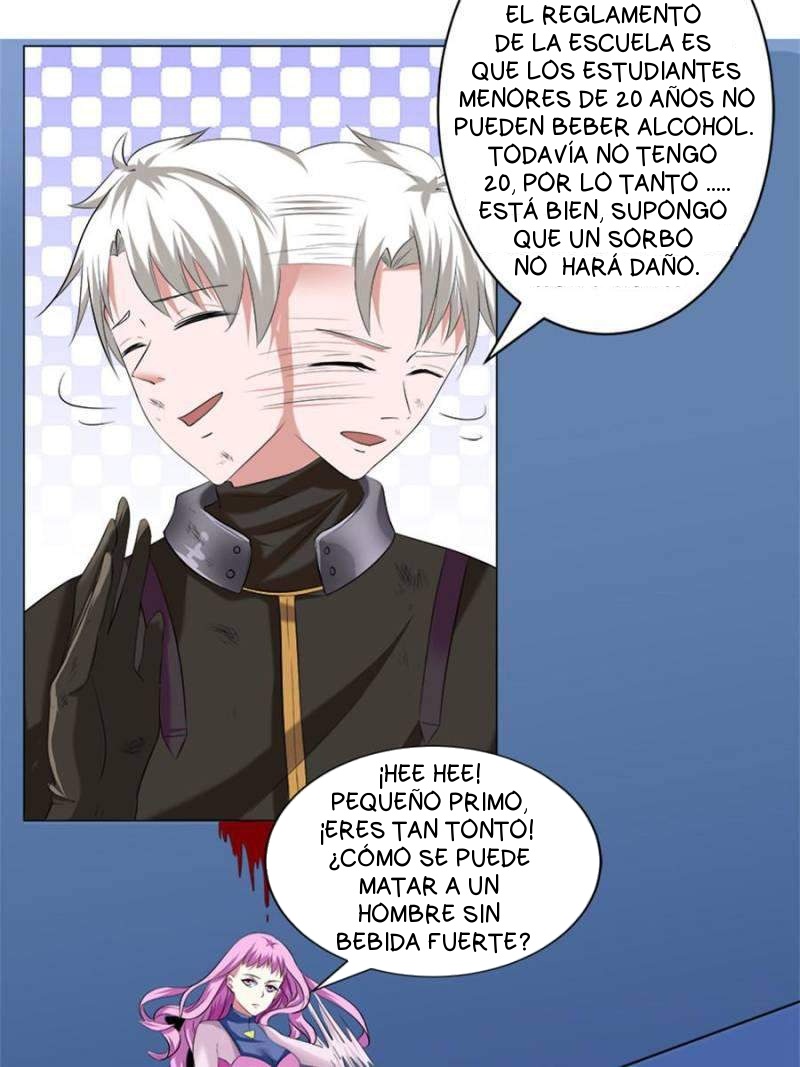 EL REGLAMENTO
DE LA ESCUELA ES
QUE LOS ESTUDIANTES
MENORES DE 20 AÑOS NO
PUEDEN BEBER ALCOHOL.
TODAVÍA NO TENGO
20, POR LO TANTO .....
ESTÁ BIEN, SUPONGO
QUE UN SORBO
NO HARÁ DAÑO.
¡HEE HEE!
PEQUEÑO PRIMO,
¡ERES TAN TONTO!
¿CÓMO SE PUEDE
MATAR A UN
HOMBRE SIN
BEBIDA FUERTE?